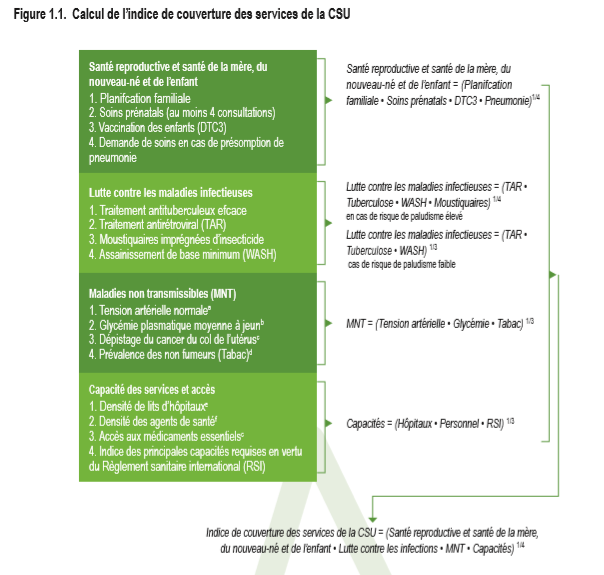 Figure 1.1. Calcul de l'indice de couverture des services de la CSU
Santé reproductive et santé de la mère, du
nouveau-né et de l'enfant
1. Planifcation familiale
2. Soins prénatals (au moins 4 consultations)
3. Vaccination des enfants (DTC3)
4. Demande de soins en cas de présomption de
pneumonie
Santé reproductive et santé de la mère, du
nouveau-né et de l'enfant = (Planifcation
familiale • Soins prénatals • DTC3 • Pneumonie)1/4
Lutte contre les maladies infectieuses
1. Traitement antituberculeux efcace
2. Traitement antirétroviral (TAR)
3. Moustiquaires imprégnées d'insecticide
4. Assainissement de base minimum (WASH)
Lutte contre les maladies infectieuses = (TAR •
Tuberculose • WASH • Moustiquaires) 1/4
en cas de risque de paludisme élevé
Lutte contre les maladies infectieuses = (TAR •
Tuberculose • WASH) 1/3
cas de risque de paludisme faible
Maladies non transmissibles (MNT)
1. Tension artérielle normalea
2. Glycémie plasmatique moyenne à jeunb
3. Dépistage du cancer du col de l'utérusc
4. Prévalence des non fumeurs (Tabac)d
MNT = (Tension artérielle • Glycémie • Tabac) 1/3
Capacité des services et accès
1. Densité de lits d'hôpitauxe
2. Densité des agents de santéf
3. Accès aux médicaments essentielsc
4. Indice des principales capacités requises en vertu
du Règlement sanitaire international (RSI)
Capacités = (Hôpitaux • Personnel • RSI) 1/3
Indice de couverture des services de la CSU = (Santé reproductive et santé de la mère,
du nouveau-né et de l'enfant • Lutte contre les infections • MNT • Capacités) 1/4